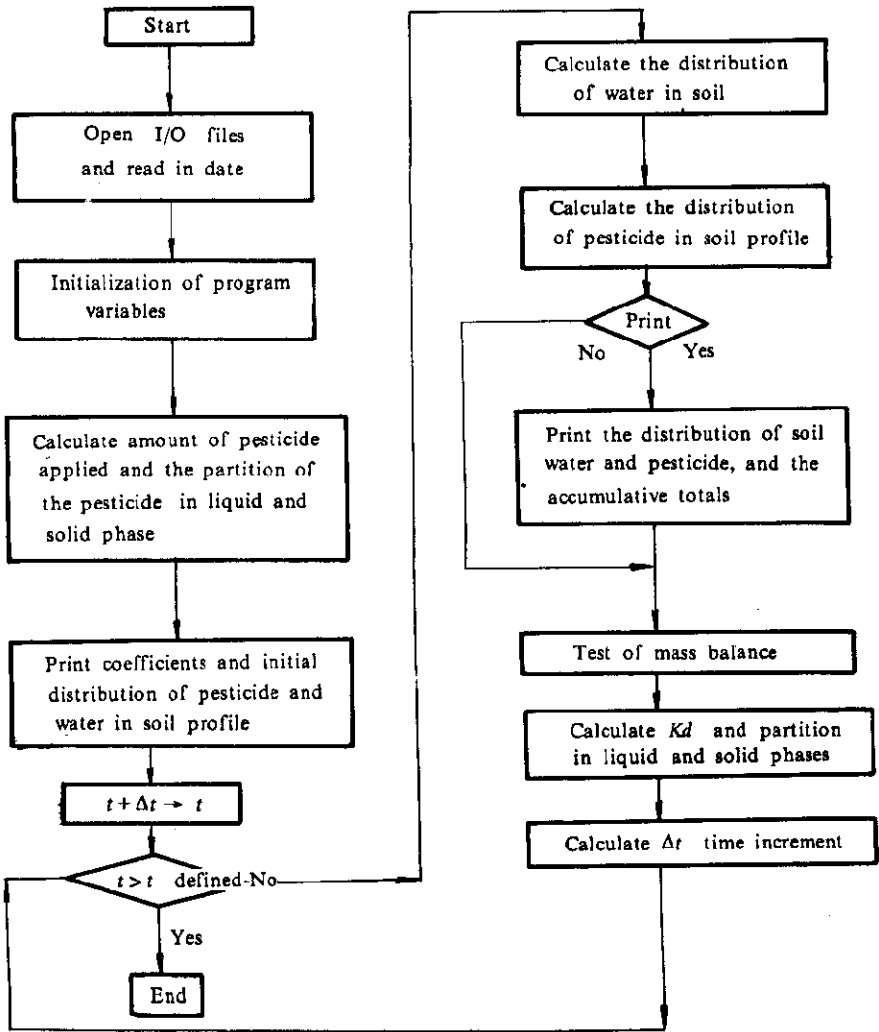 Start
Open I/O files
and read in date
Initialization of program
variables
Calculate amount of pesticide
applied and the partition of
the pesticide in liquid and
solid phase
Print coefficients and initial
distribution of pesticide and
water in soil profile
t + Δt → t
t > t defined-No
Yes
End
Calculate the distribution
of water in soil
Calculate the distribution
of pesticide in soil profile
Print
No Yes
Print the distribution of soil
water and pesticide, and the
accumulative totals
Test of mass balance
Calculate Kd and partition
in liquid and solid phases
Calculate Δt time increment